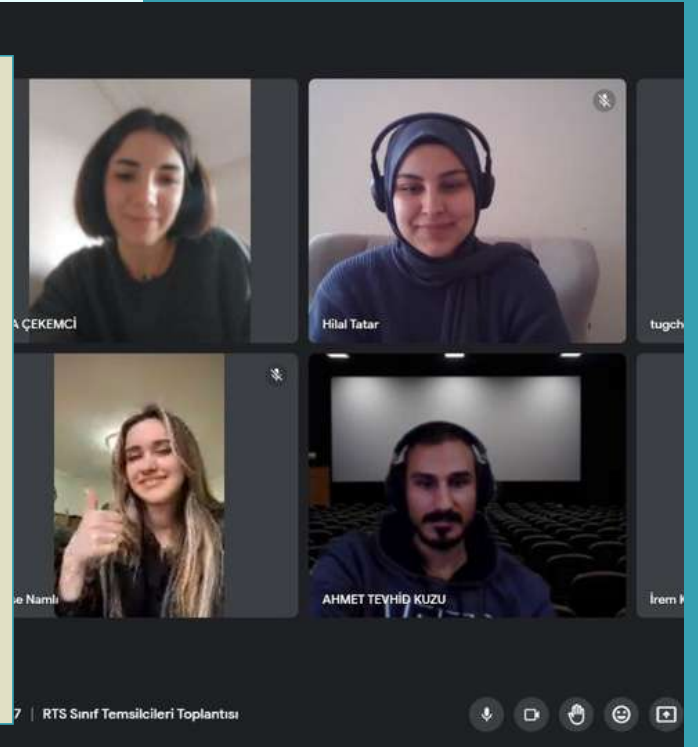 A ÇEKEMCİ
Hilal Tatar
tugch
se Namlı
AHMET TEVHİD KUZU
İrem K
7 | RTS Sınıf Temsilcileri Toplantısı